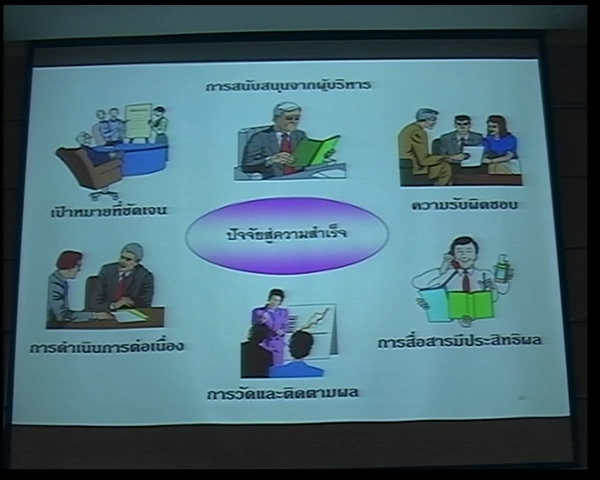 การสนับสนุนจากผู้บริหาร
เป้าหมายที่ชัดเจน
ความรับผิดชอบ
ปัจจัยสู่ความสำเร็จ
การดำเนินการต่อเนื่อง
การสื่อสารมีประสิทธิผล
การวัดและติดตามผล